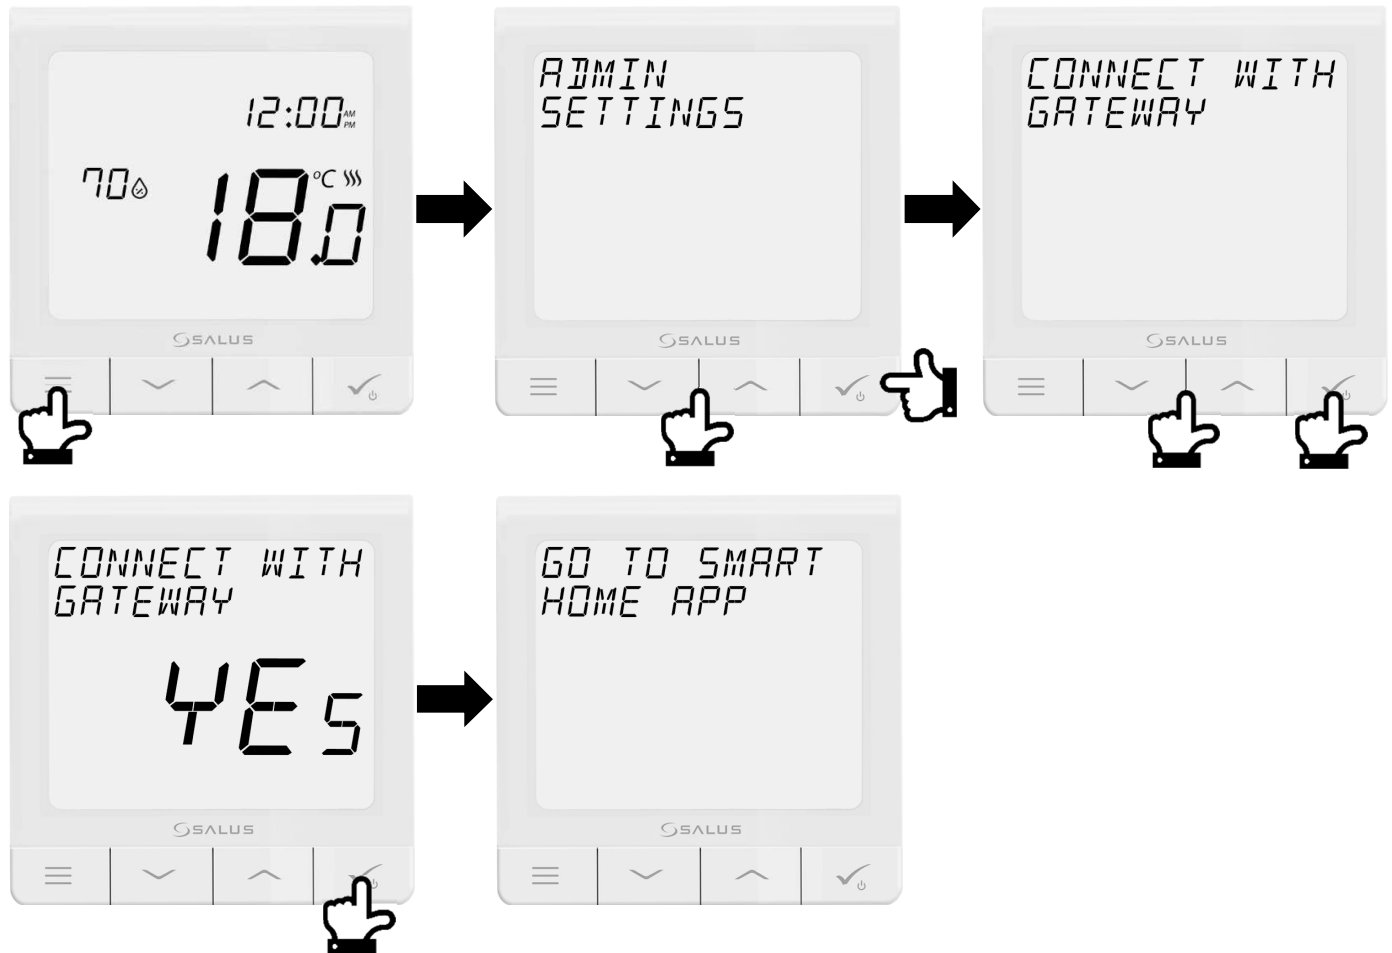 12:00 AM
PM
70
18.0 °C
SALUS
ADMIN
SETTINGS
SALUS
CONNECT WITH
GATEWAY
SALUS
CONNECT WITH
GATEWAY
YES
SALUS
GO TO SMART
HOME APP
SALUS